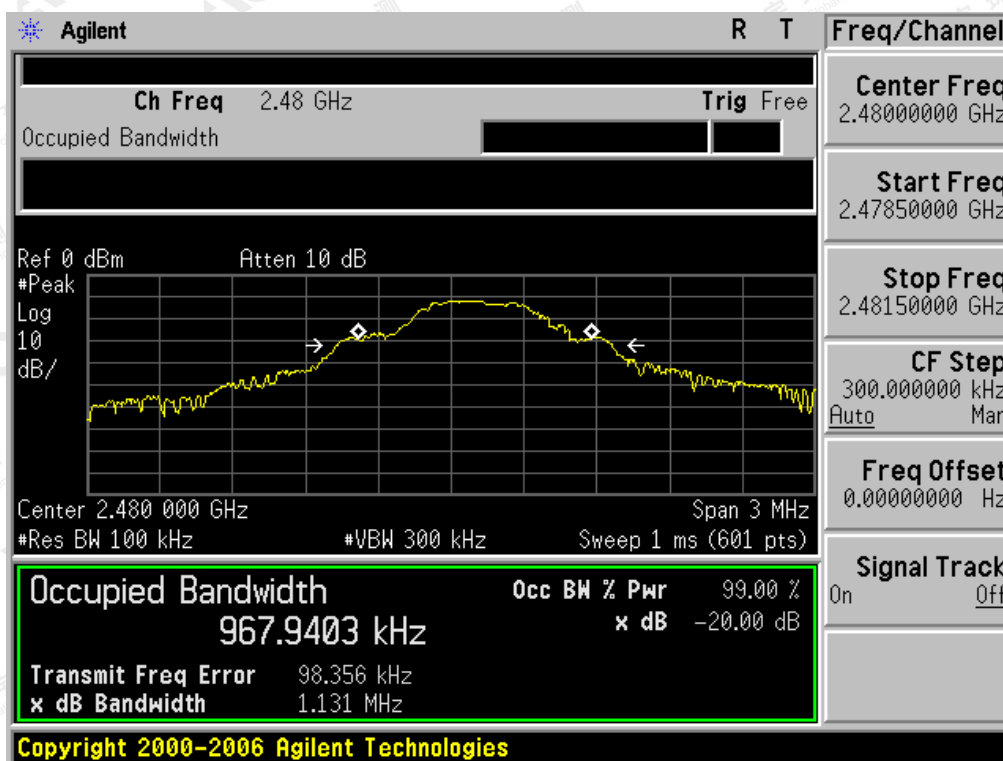 Agilent R T Freq/Channel
Ch Freq 2.48 GHz Trig Free
Occupied Bandwidth
Center Freq
2.48000000 GHz
Start Freq
2.47850000 GHz
Stop Freq
2.48150000 GHz
CF Step
300.000000 kHz
Auto Man
Freq Offset
0.00000000 Hz
Signal Track
On Off
Ref 0 dBm Atten 10 dB
#Peak
Log
10
dB/
Center 2.480 000 GHz Span 3 MHz
#Res BW 100 kHz #VBW 300 kHz Sweep 1 ms (601 pts)
Occupied Bandwidth Occ BW % Pwr 99.00 %
967.9403 kHz x dB -20.00 dB
Transmit Freq Error 98.356 kHz
x dB Bandwidth 1.131 MHz
Copyright 2000-2006 Agilent Technologies